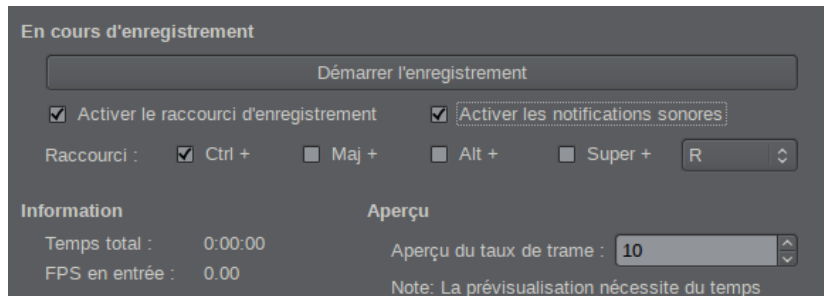 En cours d'enregistrement
Démarrer l'enregistrement
Activer le raccourci d'enregistrement Activer les notifications sonores
Raccourci : Ctrl + Maj + Alt + Super + R
Information Aperçu
Temps total : 0:00:00
Aperçu du taux de trame : 10
FPS en entrée : 0.00
Note: La prévisualisation nécessite du temps